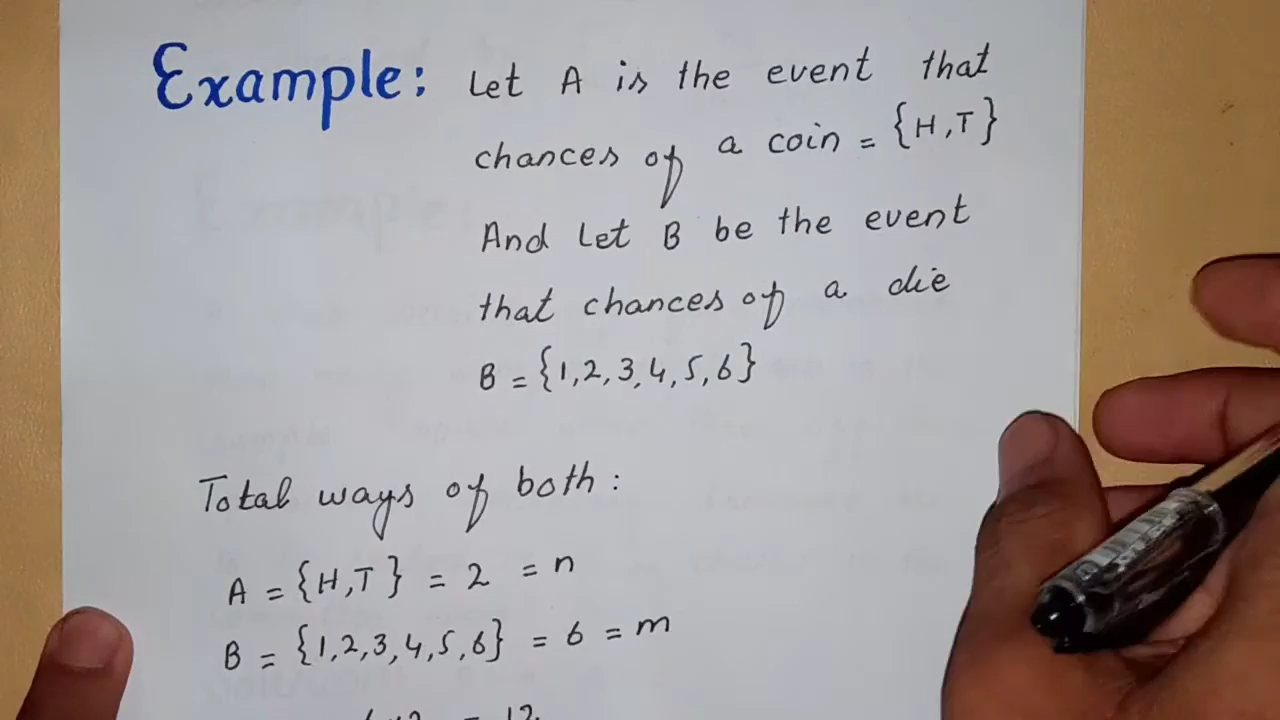 Example: Let A is the event that
chances of a coin = {H,T}
And Let B be the event
that chances of a die
B = {1,2,3,4,5,6}
Total ways of both :
A = {H,T} = 2 = n
B = {1,2,3,4,5,6} = 6 = m
= 12